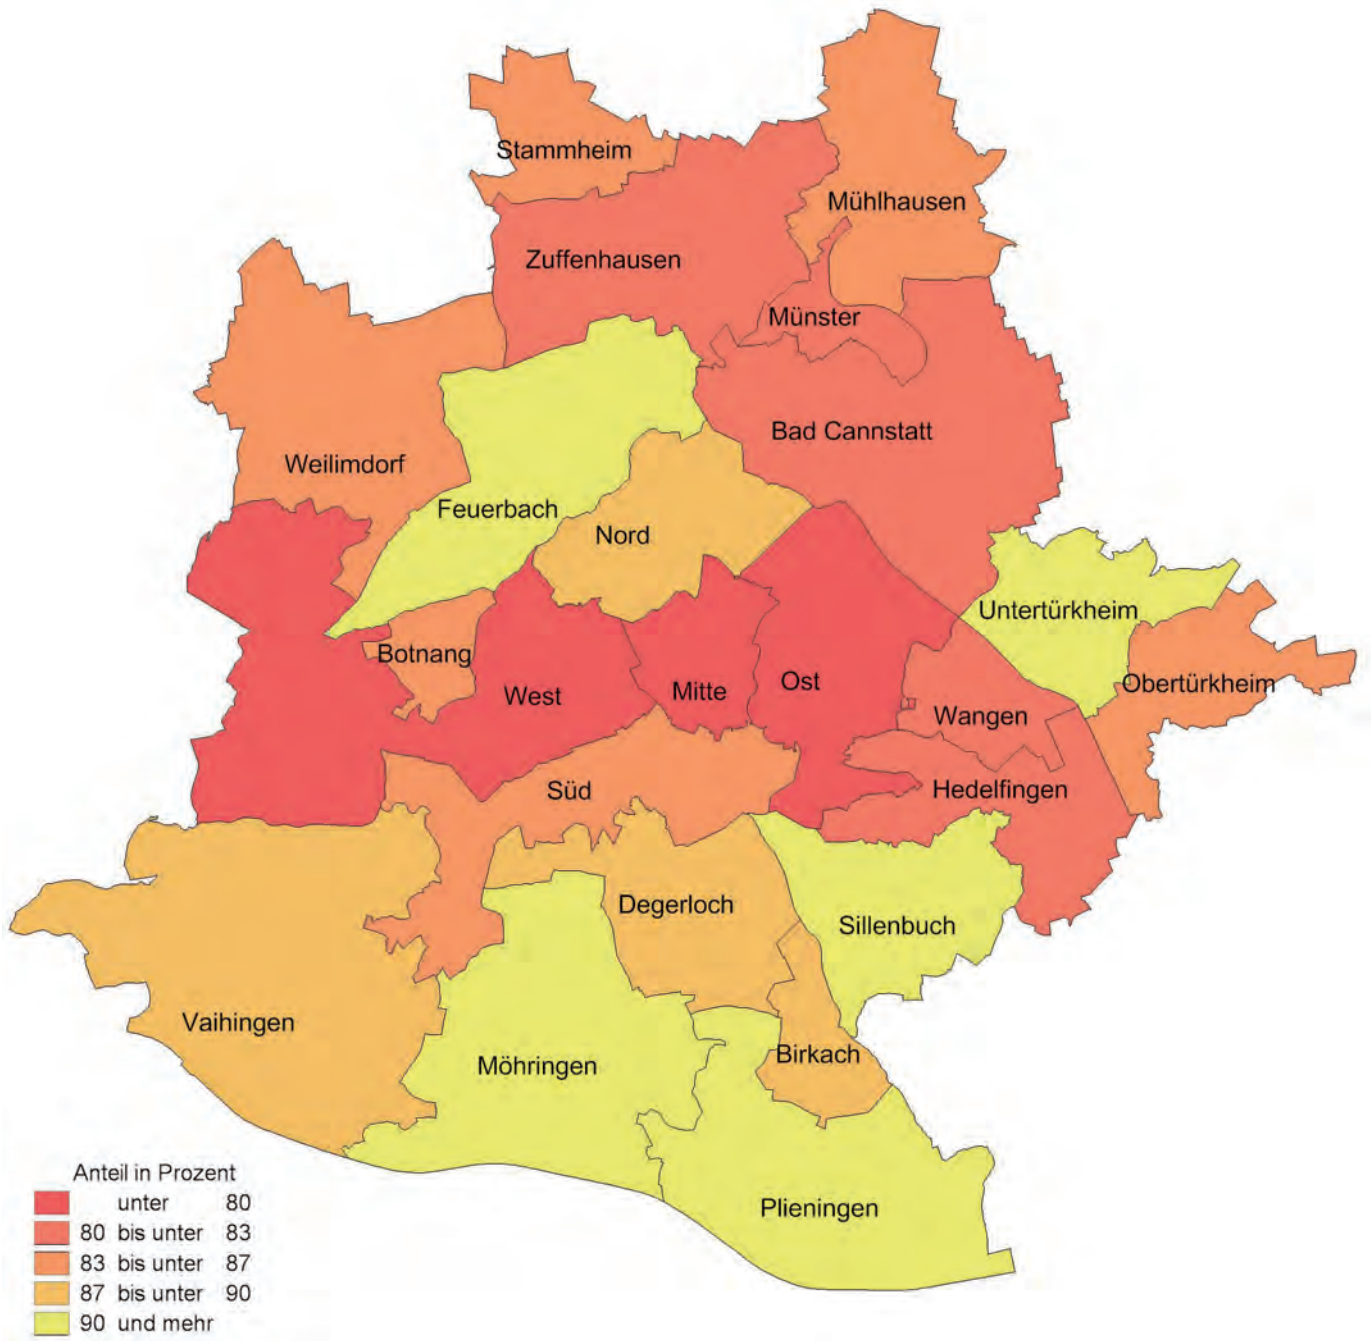 Stammheim
Mühlhausen
Zuffenhausen
Münster
Bad Cannstatt
Weilimdorf
Feuerbach
Nord
Untertürkheim
Botnang
Obertürkheim
West
Mitte
Ost
Wangen
Süd
Hedelfingen
Degerloch
Sillenbuch
Vaihingen
Möhringen
Birkach
Plieningen
Anteil in Prozent
unter 80
80 bis unter 83
83 bis unter 87
87 bis unter 90
90 und mehr